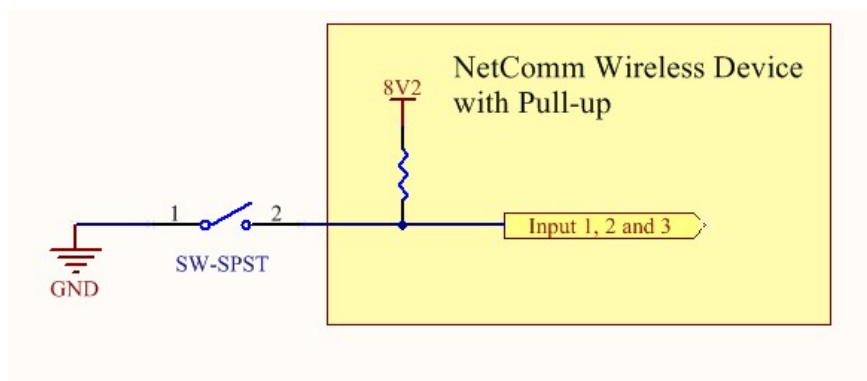 NetComm Wireless Device
with Pull-up
8V2
1 2
Input 1, 2 and 3
SW-SPST
GND